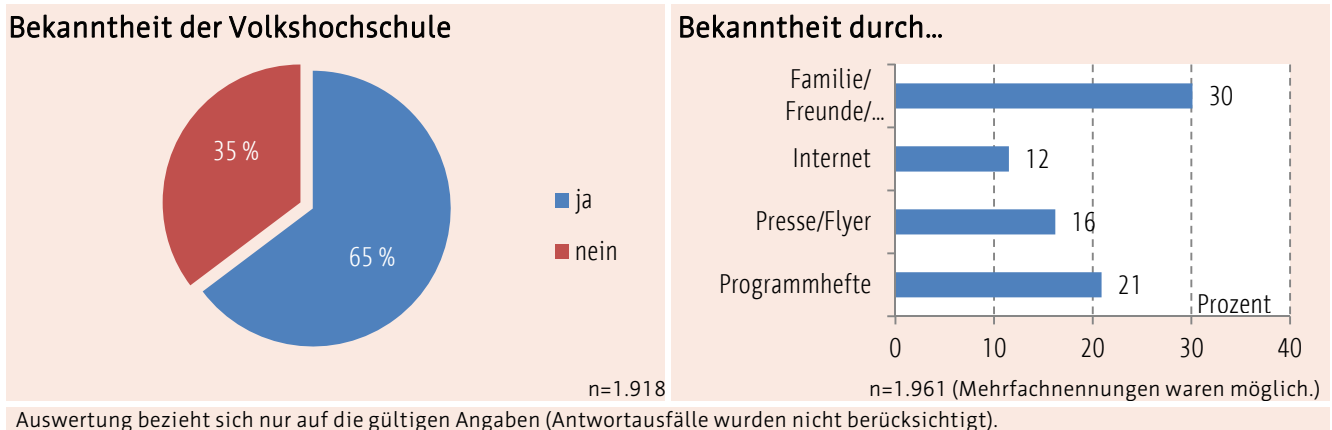 Bekanntheit der Volkshochschule
35 %
65 %
ja
nein
n=1.918
Bekanntheit durch...
Familie/
Freunde/...
30
Internet
12
Presse/Flyer
16
Programmhefte
21
Prozent
0 10 20 30 40
n=1.961 (Mehrfachnennungen waren möglich.)
Auswertung bezieht sich nur auf die gültigen Angaben (Antwortausfälle wurden nicht berücksichtigt).